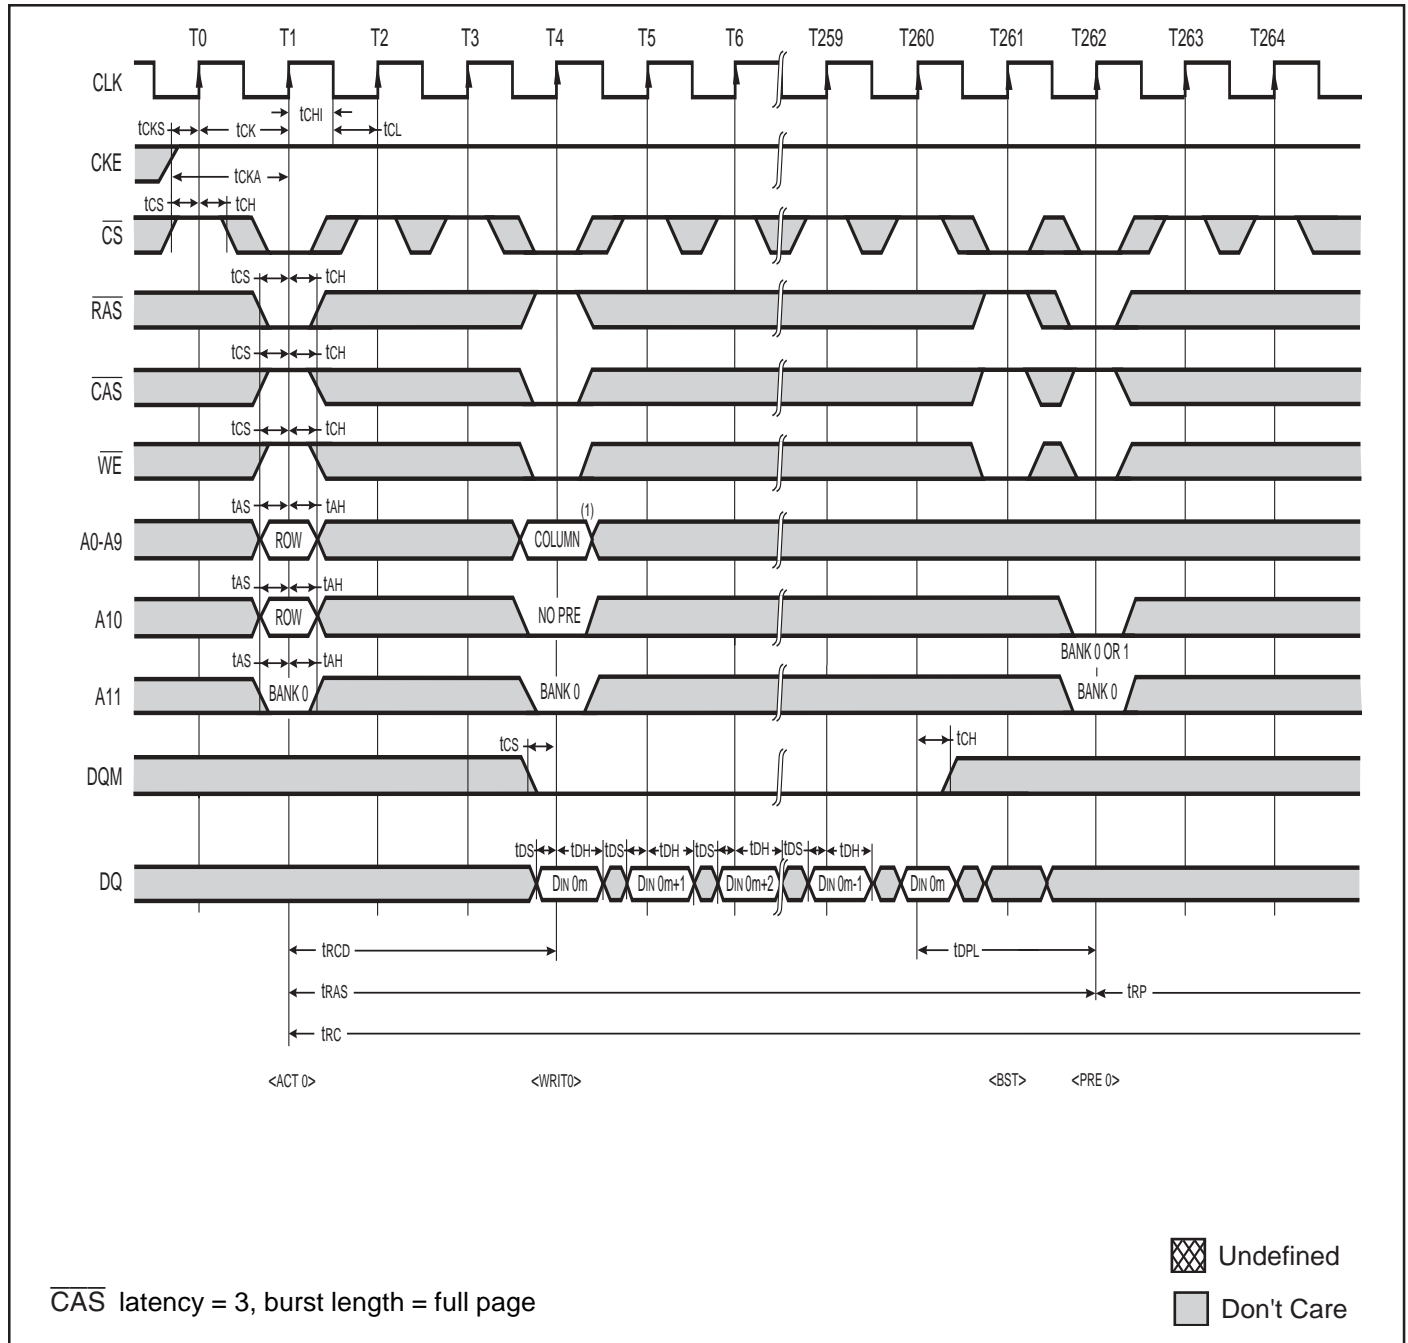 T0 T1 T2 T3 T4 T5 T6 T259 T260 T261 T262 T263 T264
CLK
tCHI
tCKS tCK tCL
CKE
tCKA
tCS tCH
CS
tCS tCH
RAS
tCS tCH
CAS
tCS tCH
WE
tAS tAH (1)
A0-A9 ROW COLUMN
tAS tAH
A10 ROW NO PRE
BANK 0 OR 1
tAS tAH
A11 BANK 0 BANK 0 BANK 0
tCS tCH
DQM
tDS tDH tDS tDH tDS tDH tDS tDH
DQ DIN 0m DIN 0m+1 DIN 0m+2 DIN 0m-1 DIN 0m
tRCD tDPL
tRAS tRP
tRC
<ACT 0> <WRIT0> <BST> <PRE 0>
Undefined
CAS latency = 3, burst length = full page
Don't Care